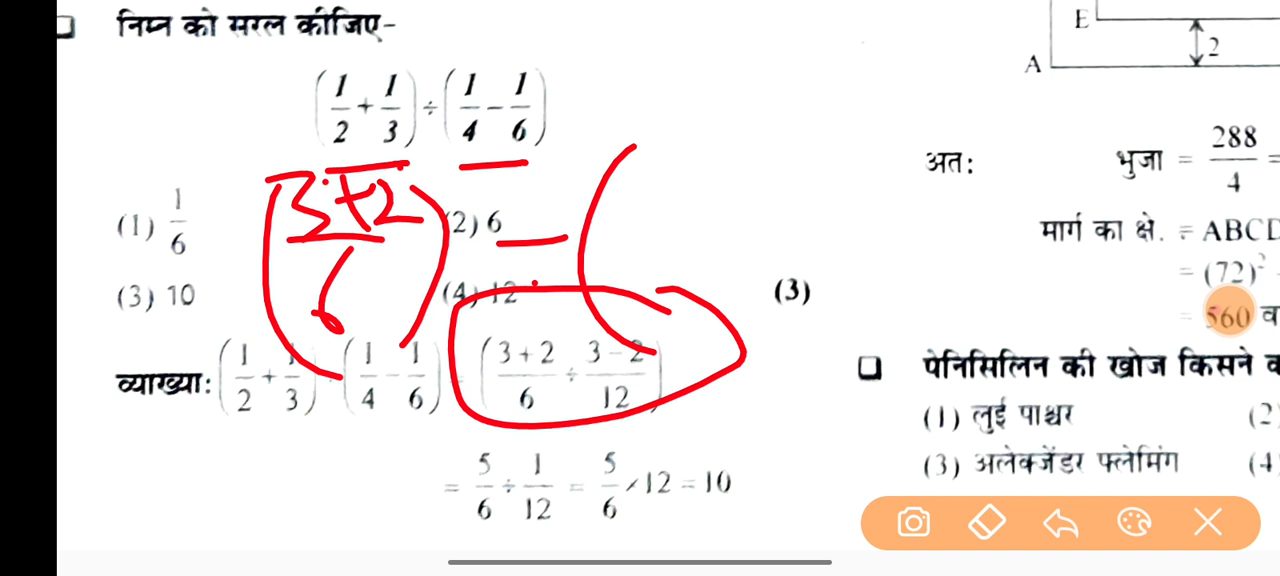 निम्न को सरल कीजिए-
(1/2 + 1/3) ÷ (1/4 - 1/6)
3+2
6
(1) 1/6 (2) 6
(3) 10 (4) 12 (3)
व्याख्या: (1/2 + 1/3) ÷ (1/4 - 1/6) = (3+2/6 ÷ 3-2/12)
= 5/6 ÷ 1/12 = 5/6 × 12 = 10
E
2
A
अत: भुजा = 288/4 =
मार्ग का क्षे. = ABCD
= (72)²
= 560 व
पेनिसिलिन की खोज किसने
(1) लुई पाश्चर (2)
(3) अलेक्जेंडर फ्लेमिंग (4